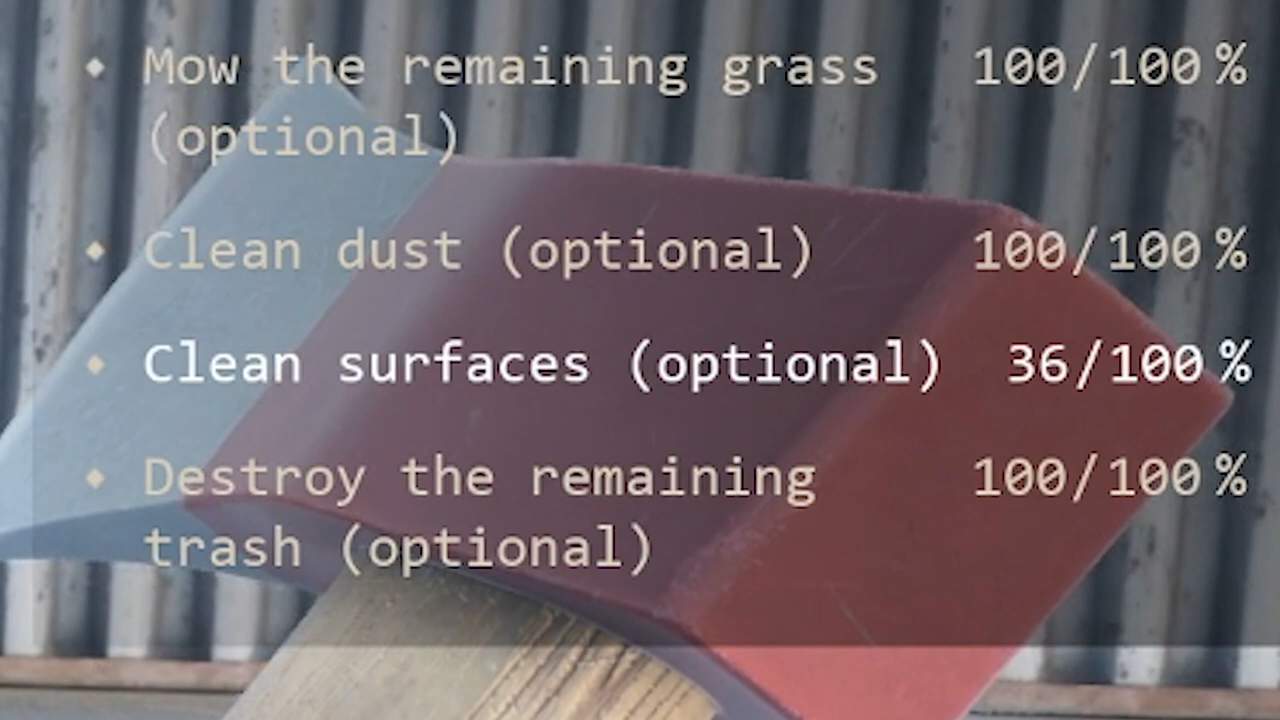 • Mow the remaining grass 100/100 %
(optional)
• Clean dust (optional) 100/100 %
• Clean surfaces (optional) 36/100 %
• Destroy the remaining 100/100 %
trash (optional)